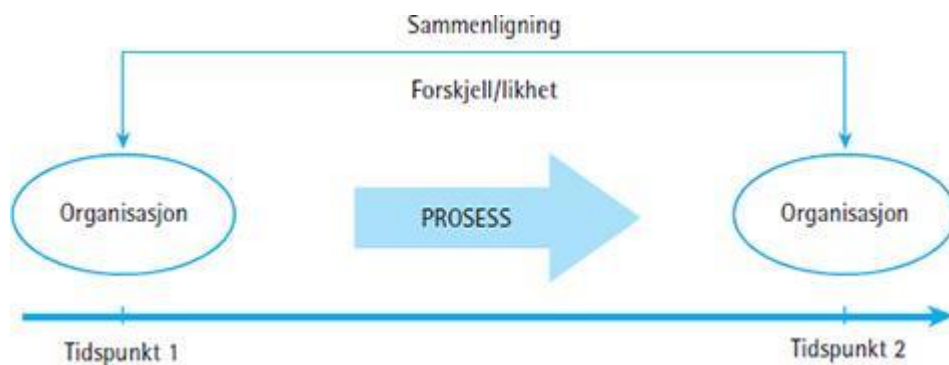 Sammenligning
Forskjell/likhet
Organisasjon
PROSESS
Organisasjon
Tidspunkt 1
Tidspunkt 2